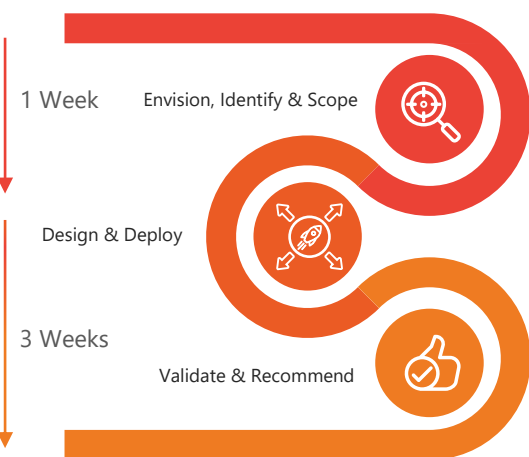 1 Week
Envision, Identify & Scope
Design & Deploy
3 Weeks
Validate & Recommend